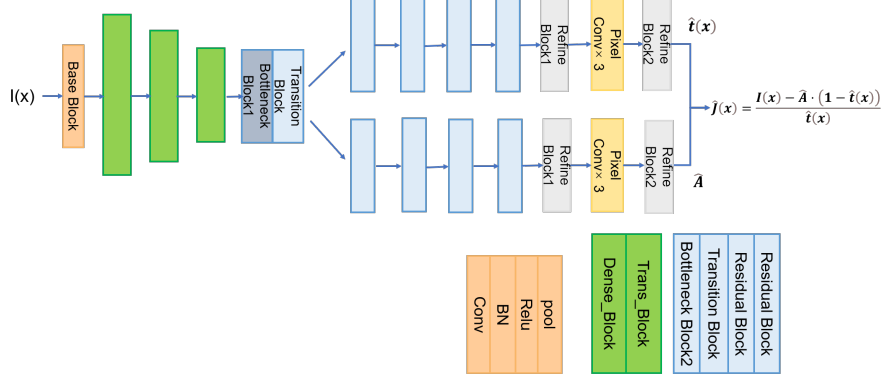 I(x)
Base Block
Bottleneck
Block1
Transition
Block
Refine
Block1
Pixel
Conv× 3
Refine
Block2
t̂(x)
Ĵ(x) = I(x) − Â · (1 − t̂(x)) / t̂(x)
Refine
Block1
Pixel
Conv× 3
Refine
Block2
Â
Conv
BN
Relu
pool
Dense_Block
Trans_Block
Bottleneck Block2
Transition Block
Residual Block
Residual Block